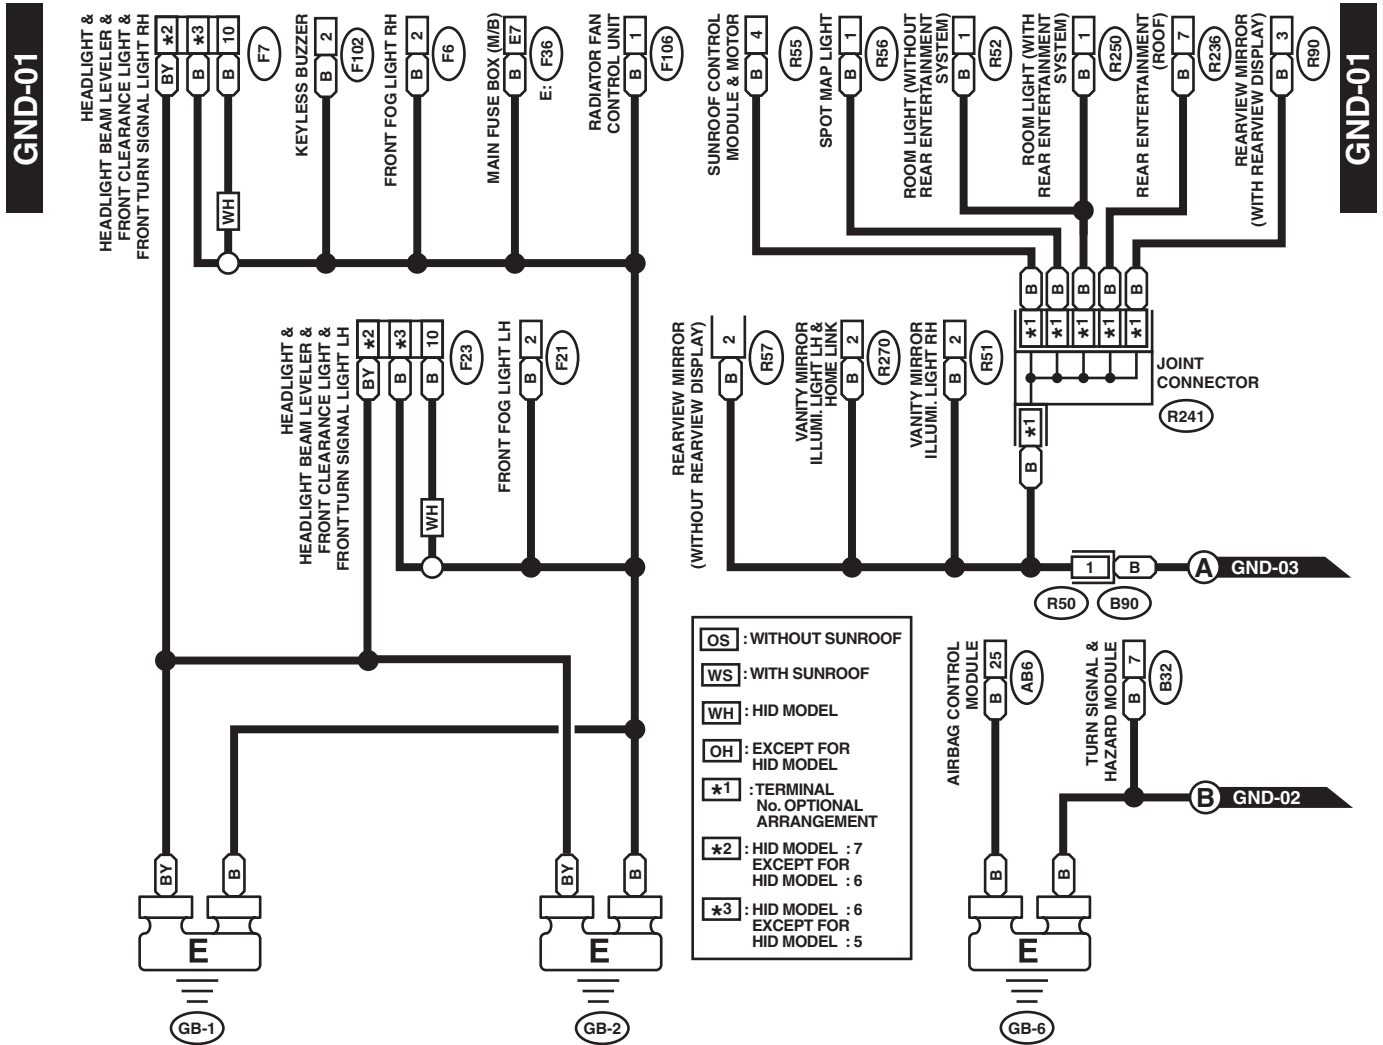 GND-01
GND-01
HEADLIGHT &
HEADLIGHT BEAM LEVELER &
FRONT CLEARANCE LIGHT &
FRONT TURN SIGNAL LIGHT RH
*2
BY
*3
B
10
B
F7
WH
KEYLESS BUZZER
2
B
F102
FRONT FOG LIGHT RH
2
B
F6
MAIN FUSE BOX (M/B)
E7
B
E: F36
RADIATOR FAN
CONTROL UNIT
1
B
F106
SUNROOF CONTROL
MODULE & MOTOR
4
B
R55
SPOT MAP LIGHT
1
B
R56
ROOM LIGHT (WITHOUT
REAR ENTERTAINMENT
SYSTEM)
1
B
R52
ROOM LIGHT (WITH
REAR ENTERTAINMENT
SYSTEM)
1
B
R250
REAR ENTERTAINMENT
(ROOF)
7
B
R236
REARVIEW MIRROR
(WITH REARVIEW DISPLAY)
3
B
R90
B
B
B
B
B
*1
*1
*1
*1
*1
JOINT
CONNECTOR
R241
*1
B
HEADLIGHT &
HEADLIGHT BEAM LEVELER &
FRONT CLEARANCE LIGHT &
FRONT TURN SIGNAL LIGHT LH
*2
BY
*3
B
10
B
F23
WH
FRONT FOG LIGHT LH
2
B
F21
REARVIEW MIRROR
(WITHOUT REARVIEW DISPLAY)
2
B
R57
VANITY MIRROR
ILLUMI. LIGHT LH &
HOME LINK
2
B
R270
VANITY MIRROR
ILLUMI. LIGHT RH
2
B
R51
1
B
R50
B90
A
GND-03
OS : WITHOUT SUNROOF
WS : WITH SUNROOF
WH : HID MODEL
OH : EXCEPT FOR
HID MODEL
*1 : TERMINAL
No. OPTIONAL
ARRANGEMENT
*2 : HID MODEL : 7
EXCEPT FOR
HID MODEL : 6
*3 : HID MODEL : 6
EXCEPT FOR
HID MODEL : 5
AIRBAG CONTROL
MODULE
25
B
AB6
TURN SIGNAL &
HAZARD MODULE
7
B
B32
B
GND-02
BY
B
E
GB-1
BY
B
E
GB-2
B
B
E
GB-6